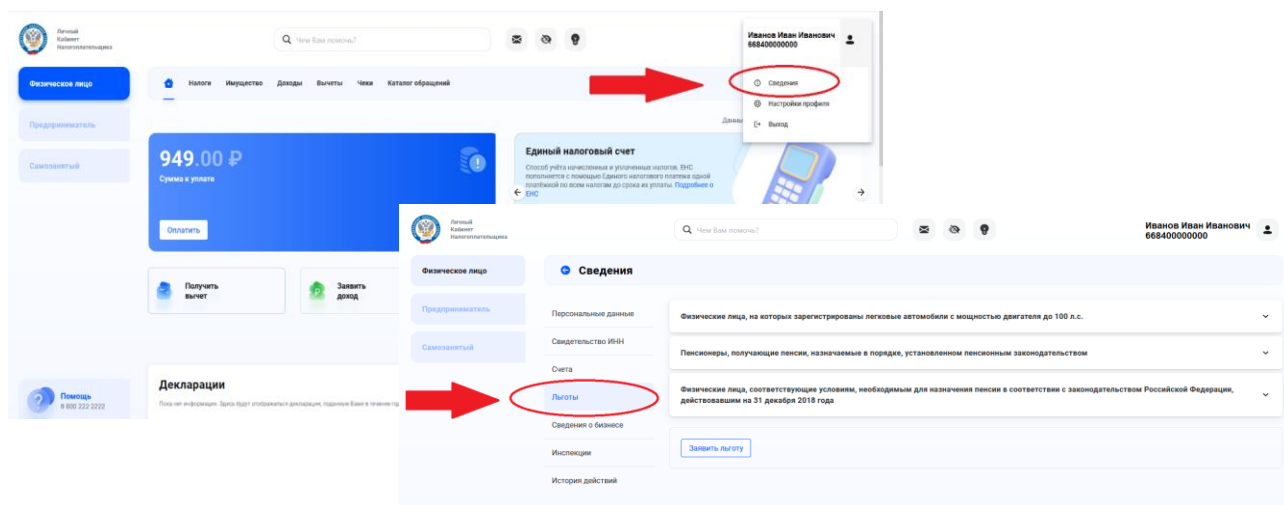 Личный
Кабинет
Налогоплательщика
Чем Вам помочь?
Иванов Иван Иванович
668400000000
Сведения
Настройки профиля
Выход
Физическое лицо
Предприниматель
Самозанятый
Налоги Имущество Доходы Вычеты Чеки Каталог обращений
949.00 ₽
Сумма к уплате
Оплатить
Единый налоговый счет
Способ учёта начисленных и уплаченных налогов. ЕНС
пополняется с помощью Единого налогового платежа одной
платёжкой по всем налогам до срока их уплаты. Подробнее о
ЕНС
Получить
вычет
Заявить
доход
Декларации
Пока нет информации. Здесь будут отображаться декларации, поданные Вами в течение
Помощь
8 800 222 2222
Личный
Кабинет
Налогоплательщика
Чем Вам помочь?
Иванов Иван Иванович
668400000000
Физическое лицо
Предприниматель
Самозанятый
Сведения
Персональные данные
Свидетельство ИНН
Счета
Льготы
Сведения о бизнесе
Инспекции
История действий
Физические лица, на которых зарегистрированы легковые автомобили с мощностью двигателя до 100 л.с.
Пенсионеры, получающие пенсии, назначаемые в порядке, установленном пенсионным законодательством
Физические лица, соответствующие условиям, необходимым для назначения пенсии в соответствии с законодательством Российской Федерации,
действовавшим на 31 декабря 2018 года
Заявить льготу